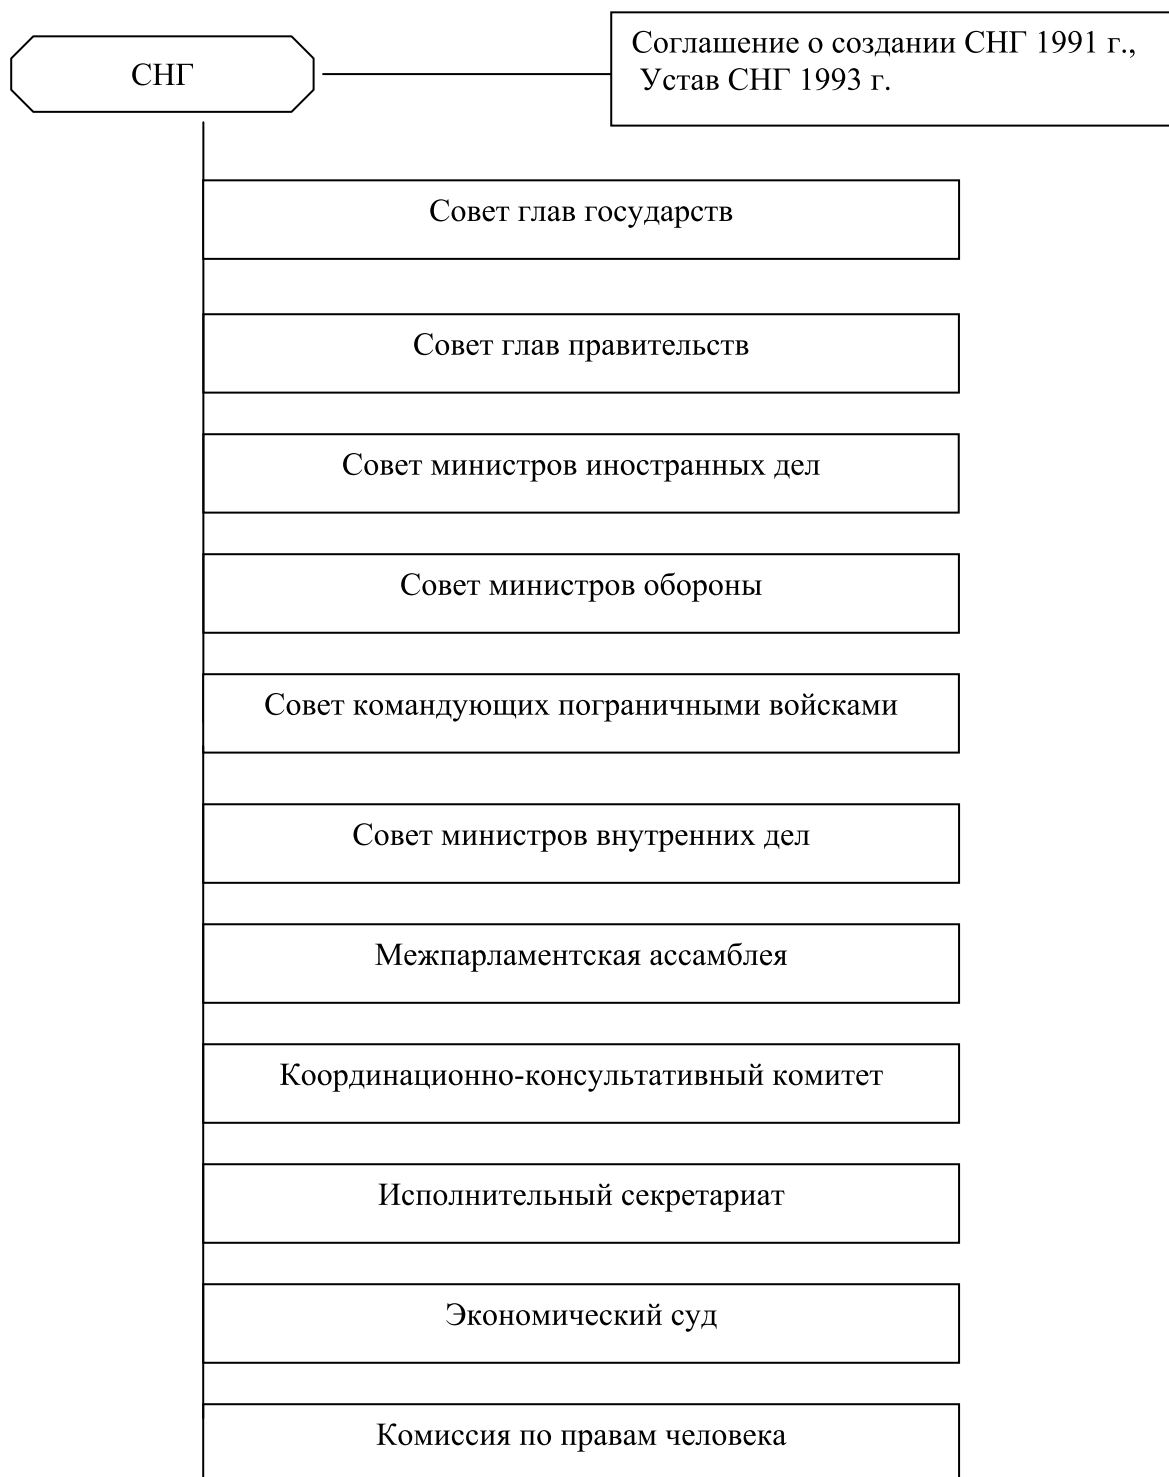 СНГ
Соглашение о создании СНГ 1991 г.,
Устав СНГ 1993 г.
Совет глав государств
Совет глав правительств
Совет министров иностранных дел
Совет министров обороны
Совет командующих пограничными войсками
Совет министров внутренних дел
Межпарламентская ассамблея
Координационно-консультативный комитет
Исполнительный секретариат
Экономический суд
Комиссия по правам человека